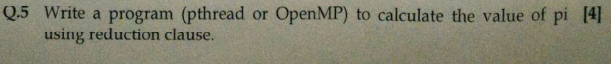 Q.5 Write a program (pthread or OpenMP) to calculate the value of pi [4]
using reduction clause.